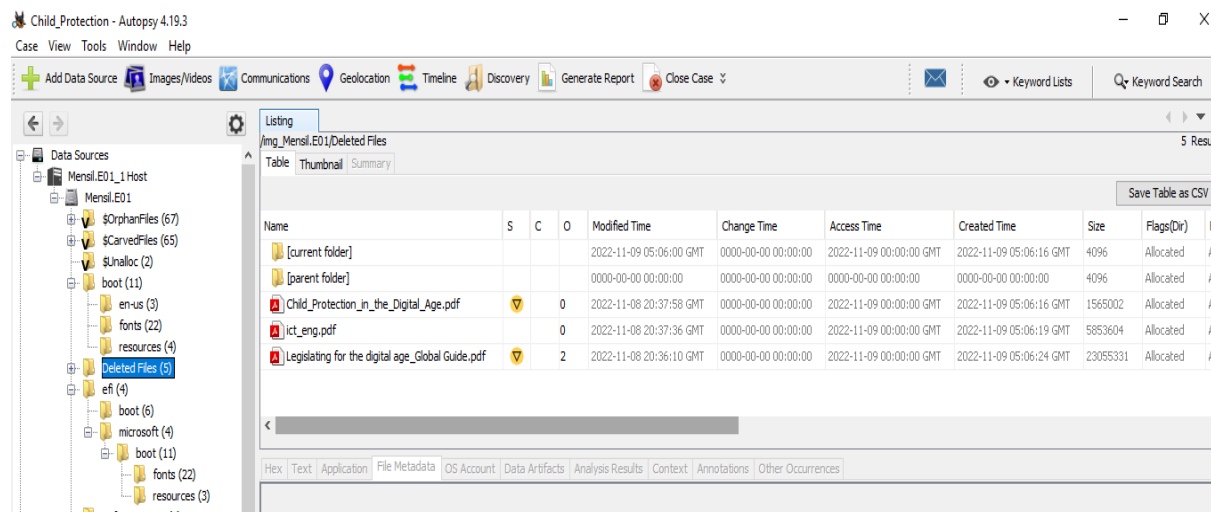 Child_Protection - Autopsy 4.19.3
Case View Tools Window Help
Add Data Source Images/Videos Communications Geolocation Timeline Discovery Generate Report Close Case Keyword Lists Keyword Search
Listing
/img_Mensil.E01/Deleted Files 5 Resu
Table Thumbnail Summary
Save Table as CSV
Name S C O Modified Time Change Time Access Time Created Time Size Flags(Dir)
[current folder] 2022-11-09 05:06:00 GMT 0000-00-00 00:00:00 2022-11-09 00:00:00 GMT 2022-11-09 05:06:16 GMT 4096 Allocated
[parent folder] 0000-00-00 00:00:00 0000-00-00 00:00:00 0000-00-00 00:00:00 0000-00-00 00:00:00 4096 Allocated
Child_Protection_in_the_Digital_Age.pdf 0 2022-11-08 20:37:58 GMT 0000-00-00 00:00:00 2022-11-09 00:00:00 GMT 2022-11-09 05:06:16 GMT 1565002 Allocated
ict_eng.pdf 0 2022-11-08 20:37:36 GMT 0000-00-00 00:00:00 2022-11-09 00:00:00 GMT 2022-11-09 05:06:19 GMT 5853604 Allocated
Legislating for the digital age_Global Guide.pdf 2 2022-11-08 20:36:10 GMT 0000-00-00 00:00:00 2022-11-09 00:00:00 GMT 2022-11-09 05:06:24 GMT 23055331 Allocated
Hex Text Application File Metadata OS Account Data Artifacts Analysis Results Context Annotations Other Occurrences
Data Sources
Mensil.E01_1 Host
Mensil.E01
$OrphanFiles (67)
$CarvedFiles (65)
$Unalloc (2)
boot (11)
en-us (3)
fonts (22)
resources (4)
Deleted Files (5)
efi (4)
boot (6)
microsoft (4)
boot (11)
fonts (22)
resources (3)